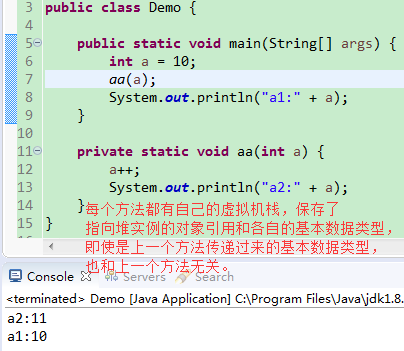 3 public class Demo {
4
5 public static void main(String[] args) {
6 int a = 10;
7 aa(a);
8 System.out.println("a1:" + a);
9 }
10
11 private static void aa(int a) {
12 a++;
13 System.out.println("a2:" + a);
14 }
15 }
每个方法都有自己的虚拟机栈，保存了
指向堆实例的对象引用和各自的基本数据类型，
即使是上一个方法传递过来的基本数据类型，
也和上一个方法无关。
Console Servers Search
<terminated> Demo [Java Application] C:\Program Files\Java\jdk1.8.
a2:11
a1:10